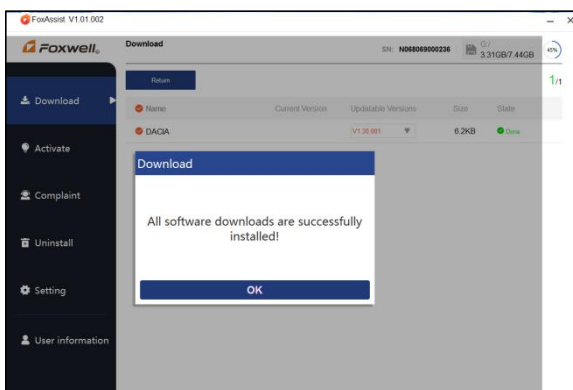 FoxAssist V1.01.002
FOXWELL®
Download
SN: N068069000236
G:/
3.31GB/7.44GB
45%
Return
1/1
Download
Name Current Version Updatable Versions Size State
DACIA V1.30.001 6.2KB Done
Activate
Complaint
Uninstall
Setting
User information
Download
All software downloads are successfully
installed!
OK